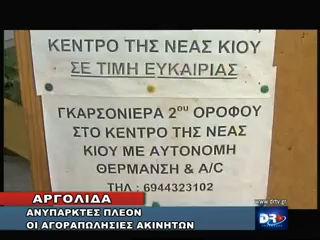 ΚΕΝΤΡΟ ΤΗΣ ΝΕΑΣ ΚΙΟΥ
ΣΕ ΤΙΜΗ ΕΥΚΑΙΡΙΑΣ
ΓΚΑΡΣΟΝΙΕΡΑ 2ου ΟΡΟΦΟΥ
ΣΤΟ ΚΕΝΤΡΟ ΤΗΣ ΝΕΑΣ
ΚΙΟΥ ΜΕ ΑΥΤΟΝΟΜΗ
ΘΕΡΜΑΝΣΗ & A/C
ΤΗΛ : 6944323102
www.drtv.gr
DR
ΑΡΓΟΛΙΔΑ
ΑΝΥΠΑΡΚΤΕΣ ΠΛΕΟΝ
ΟΙ ΑΓΟΡΑΠΩΛΗΣΙΕΣ ΑΚΙΝΗΤΩΝ